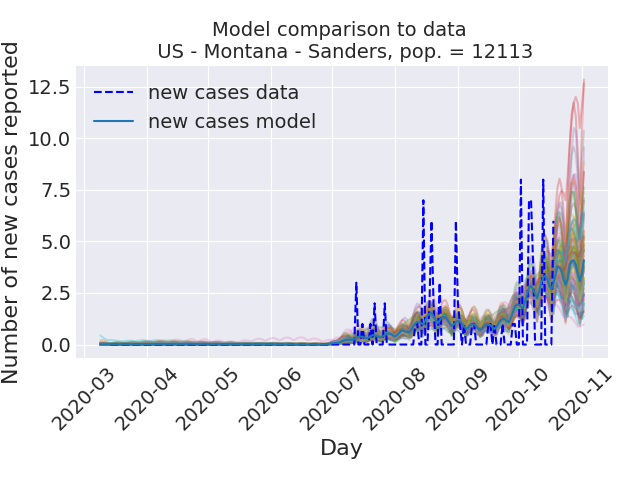 Model comparison to data
US - Montana - Sanders, pop. = 12113
new cases data
new cases model
Number of new cases reported
12.5
10.0
7.5
5.0
2.5
0.0
2020-03
2020-04
2020-05
2020-06
2020-07
2020-08
2020-09
2020-10
2020-11
Day